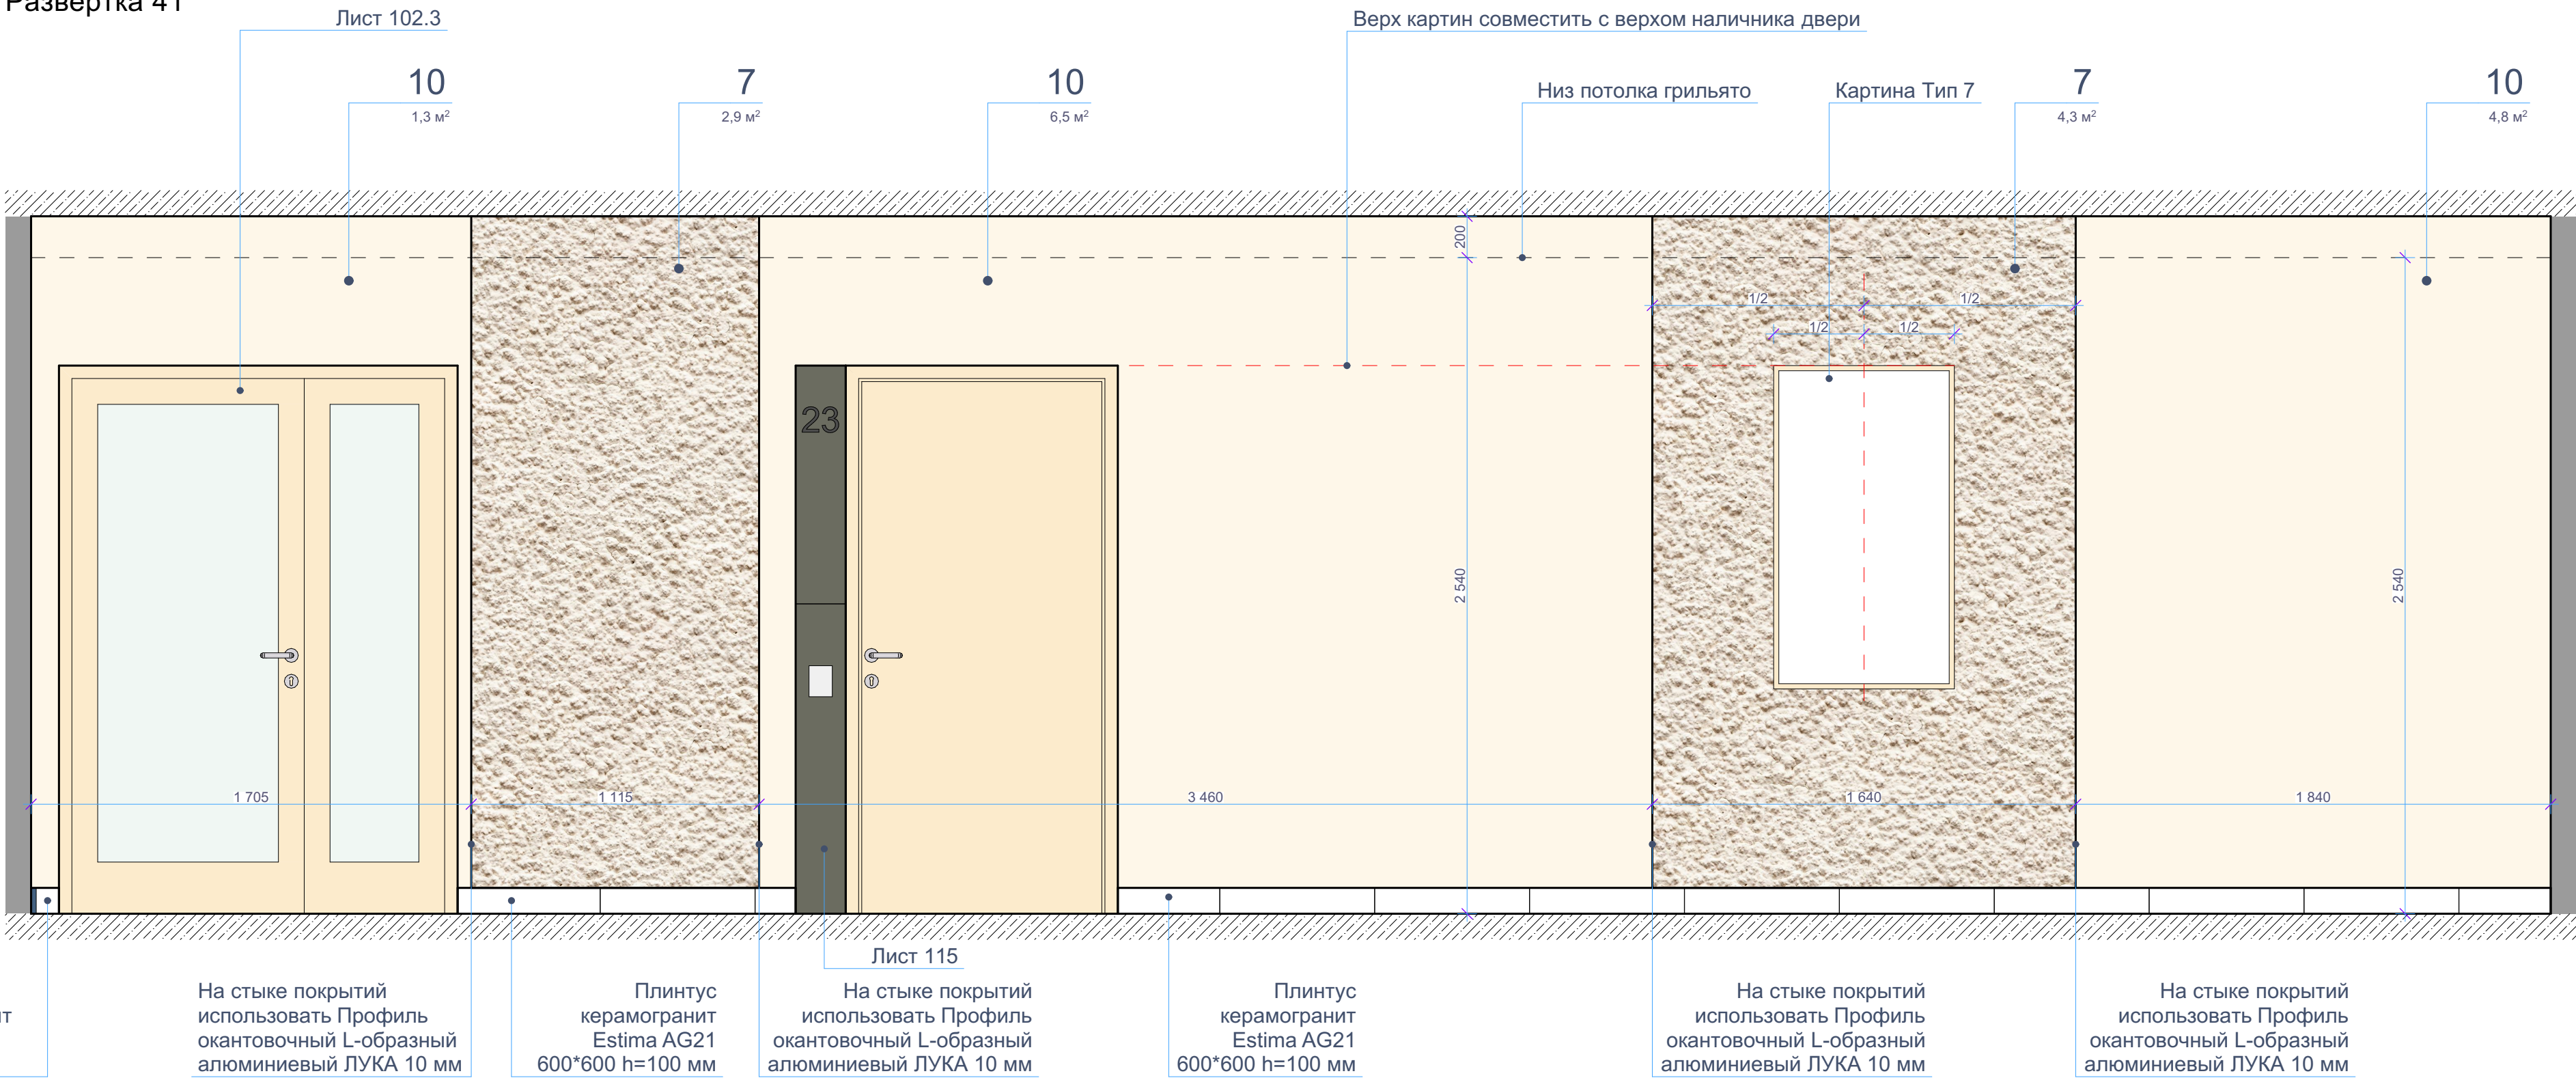 Развертка 41
Лист 102.3
Верх картин совместить с верхом наличника двери
10
1,3 м²
7
2,9 м²
10
6,5 м²
Низ потолка грильято
Картина Тип 7
7
4,3 м²
10
4,8 м²
200
1/2
1/2
1/2
1/2
23
2 540
2 540
1 705
1 115
3 460
1 640
1 840
Лист 115
На стыке покрытий
использовать Профиль
окантовочный L-образный
алюминиевый ЛУКА 10 мм
Плинтус
керамогранит
Estima AG21
600*600 h=100 мм
На стыке покрытий
использовать Профиль
окантовочный L-образный
алюминиевый ЛУКА 10 мм
Плинтус
керамогранит
Estima AG21
600*600 h=100 мм
На стыке покрытий
использовать Профиль
окантовочный L-образный
алюминиевый ЛУКА 10 мм
На стыке покрытий
использовать Профиль
окантовочный L-образный
алюминиевый ЛУКА 10 мм